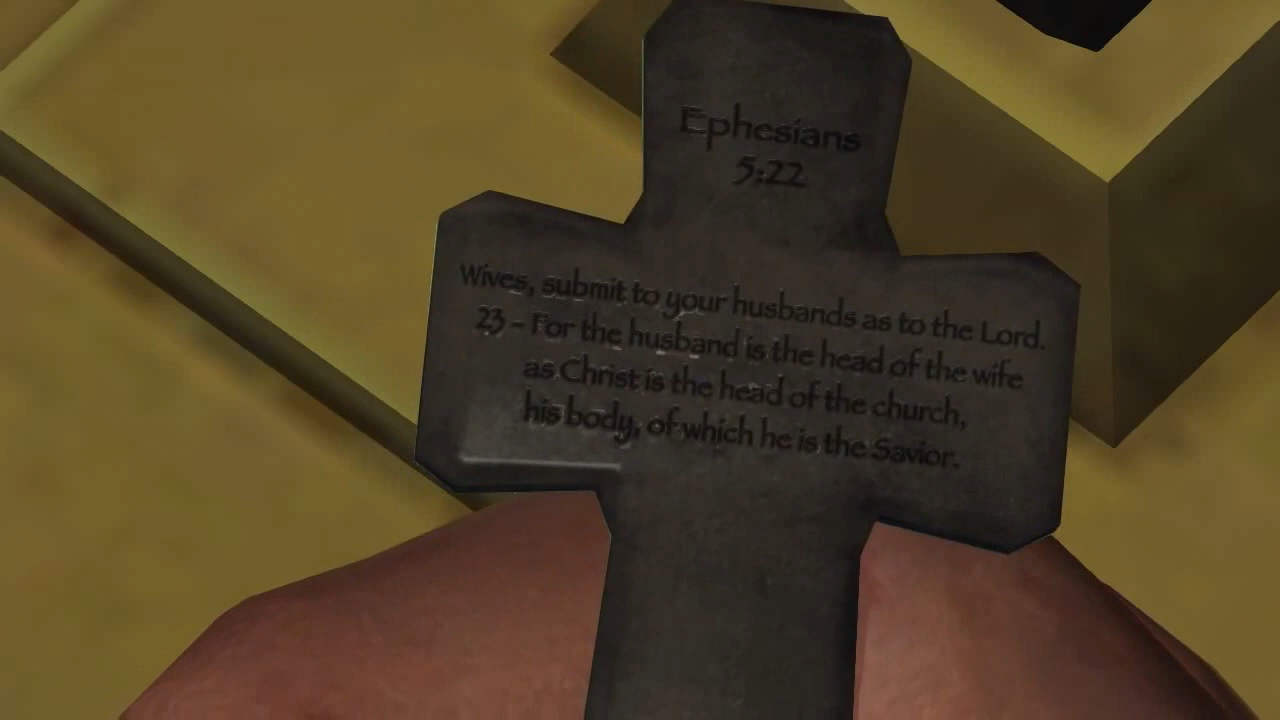 Ephesians
5:22
Wives, submit to your husbands as to the Lord.
23 - For the husband is the head of the wife
as Christ is the head of the church,
his body, of which he is the Savior.